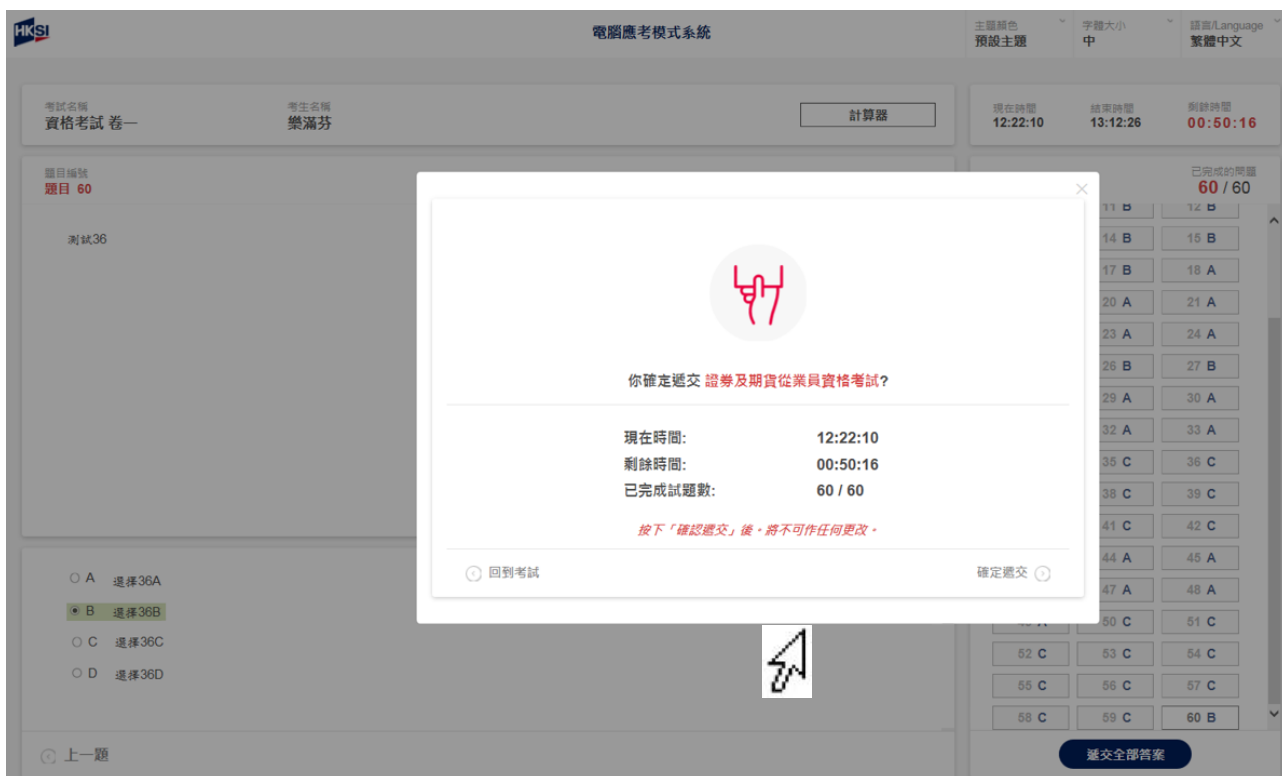 HKSI
電腦應考模式系統
主題顏色
預設主題
字體大小
中
語言/Language
繁體中文
考試名稱
資格考試 卷一
考生名稱
樂滿芬
計算器
現在時間
12:22:10
結束時間
13:12:26
剩餘時間
00:50:16
題目編號
題目 60
已完成的問題
60 / 60
測試36
你確定遞交 證券及期貨從業員資格考試?
現在時間: 12:22:10
剩餘時間: 00:50:16
已完成試題數: 60 / 60
按下「確認遞交」後，將不可作任何更改。
回到考試
確定遞交
A 選擇36A
B 選擇36B
C 選擇36C
D 選擇36D
上一題
11 B 12 B
14 B 15 B
17 B 18 A
20 A 21 A
23 A 24 A
26 B 27 B
29 A 30 A
32 A 33 A
35 C 36 C
38 C 39 C
41 C 42 C
44 A 45 A
47 A 48 A
50 C 51 C
52 C 53 C 54 C
55 C 56 C 57 C
58 C 59 C 60 B
遞交全部答案